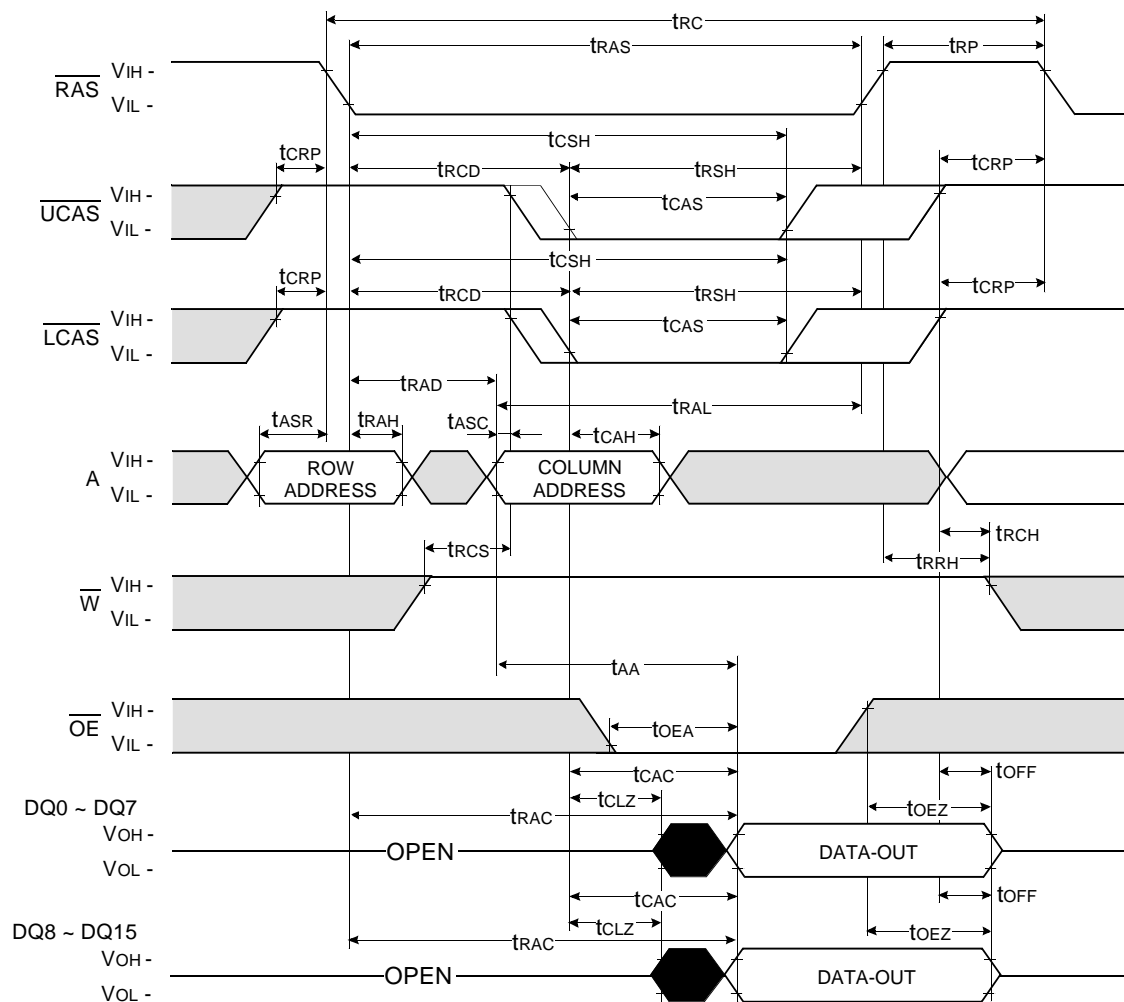 tRC
tRAS tRP
RAS VIH -
VIL -
tCSH
tCRP tRCD tRSH tCRP
UCAS VIH -
VIL -
tCAS
tCSH
tCRP tRCD tRSH tCRP
LCAS VIH -
VIL -
tCAS
tRAD tRAL
tASR tRAH tASC tCAH
A VIH -
VIL -
ROW
ADDRESS
COLUMN
ADDRESS
tRCS tRCH
tRRH
W VIH -
VIL -
tAA
OE VIH -
VIL -
tOEA
tCAC tOFF
tCLZ tOEZ
tRAC
DQ0 ~ DQ7
VOH -
VOL -
OPEN DATA-OUT
tCAC tOFF
tCLZ tOEZ
tRAC
DQ8 ~ DQ15
VOH -
VOL -
OPEN DATA-OUT